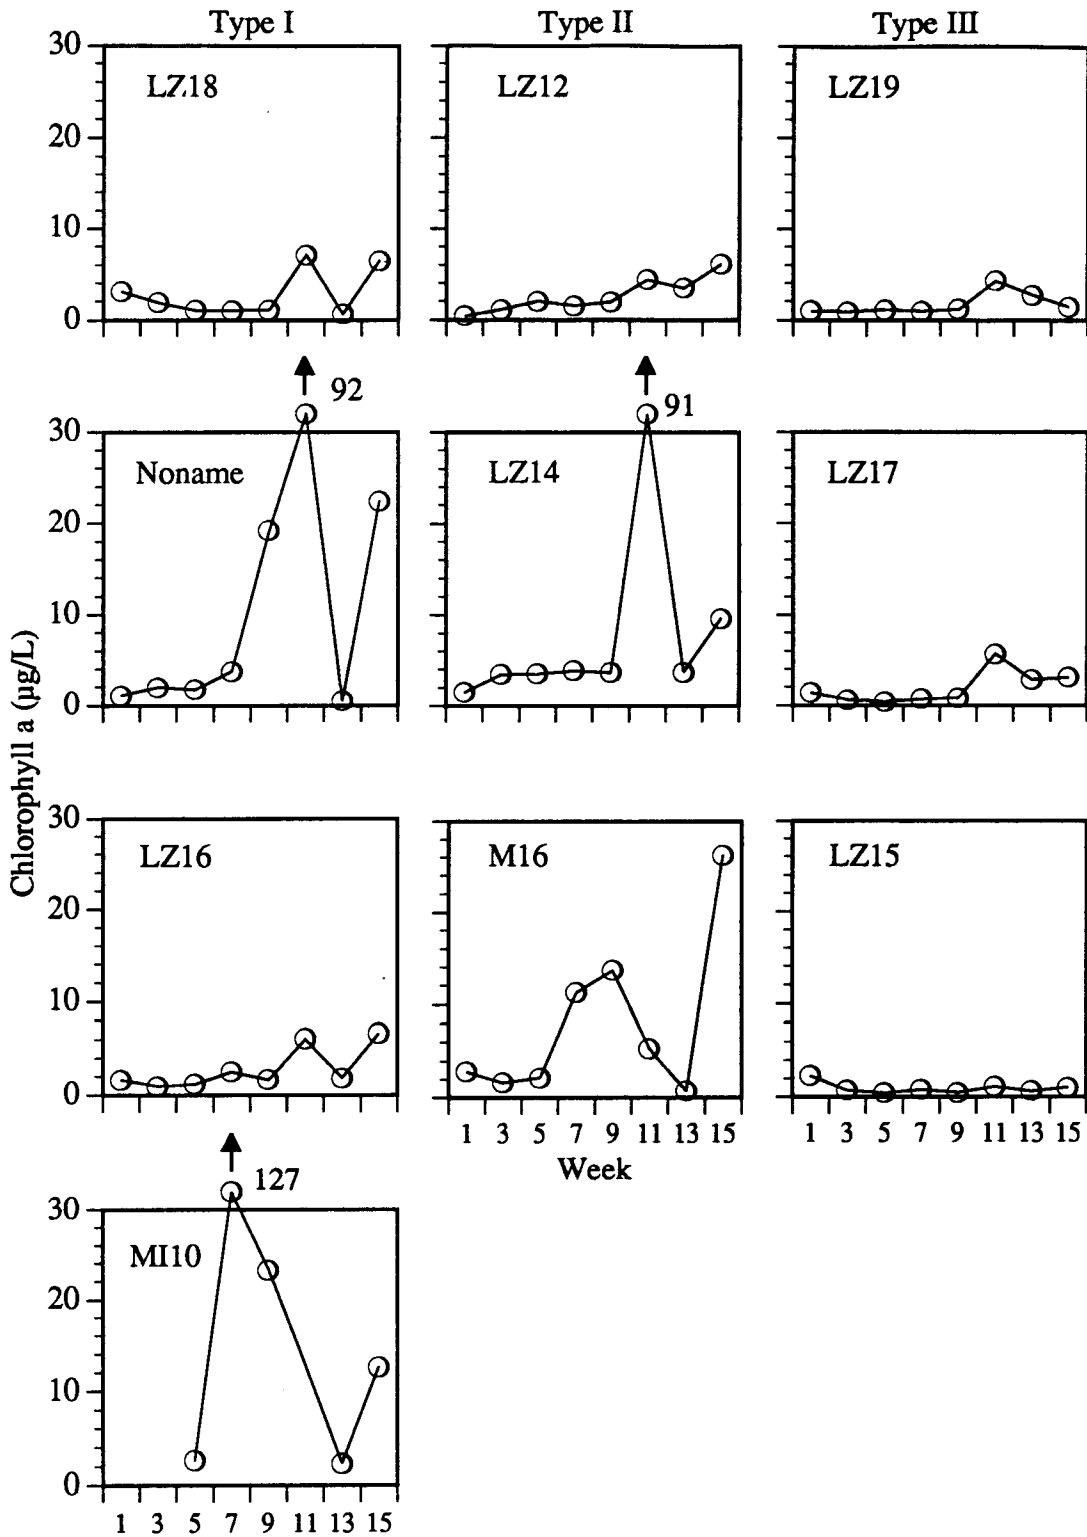 Type I
Type II
Type III
30
20
10
0
LZ18
LZ12
LZ19
92
91
30
20
10
0
Noname
LZ14
LZ17
Chlorophyll a (µg/L)
30
20
10
0
LZ16
M16
LZ15
1 3 5 7 9 11 13 15
1 3 5 7 9 11 13 15
Week
127
30
20
10
0
MI10
1 3 5 7 9 11 13 15